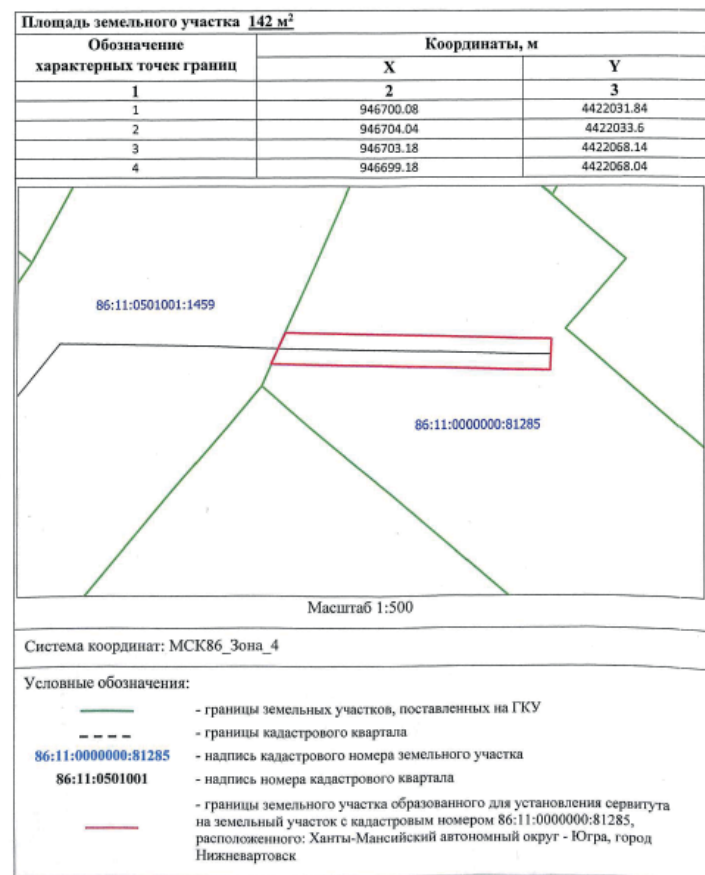 Площадь земельного участка 142 м²
Обозначение характерных точек границ
Координаты, м
X
Y
1
2
3
1
946700.08
4422031.84
2
946704.04
4422033.6
3
946703.18
4422068.14
4
946699.18
4422068.04
86:11:0501001:1459
86:11:0000000:81285
Масштаб 1:500
Система координат: МСК86_Зона_4
Условные обозначения:
- границы земельных участков, поставленных на ГКУ
- границы кадастрового квартала
86:11:0000000:81285 - надпись кадастрового номера земельного участка
86:11:0501001 - надпись номера кадастрового квартала
- границы земельного участка образованного для установления сервитута
на земельный участок с кадастровым номером 86:11:0000000:81285,
расположенного: Ханты-Мансийский автономный округ - Югра, город
Нижневартовск